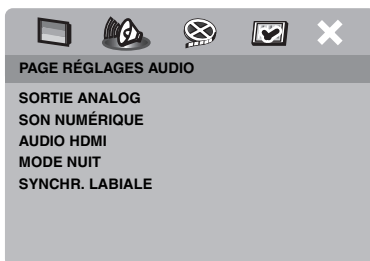 PAGE RÉGLAGES AUDIO
SORTIE ANALOG
SON NUMÉRIQUE
AUDIO HDMI
MODE NUIT
SYNCHR. LABIALE